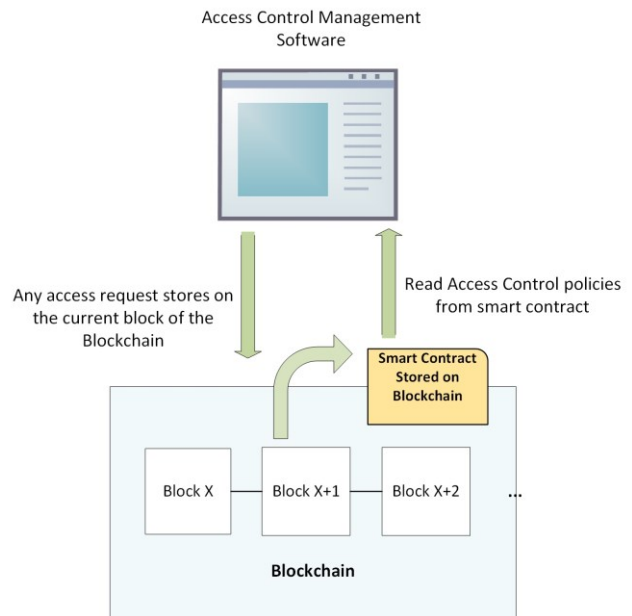 Access Control Management
Software
Any access request stores on
the current block of the
Blockchain
Read Access Control policies
from smart contract
Smart Contract
Stored on
Blockchain
Block X
Block X+1
Block X+2
...
Blockchain